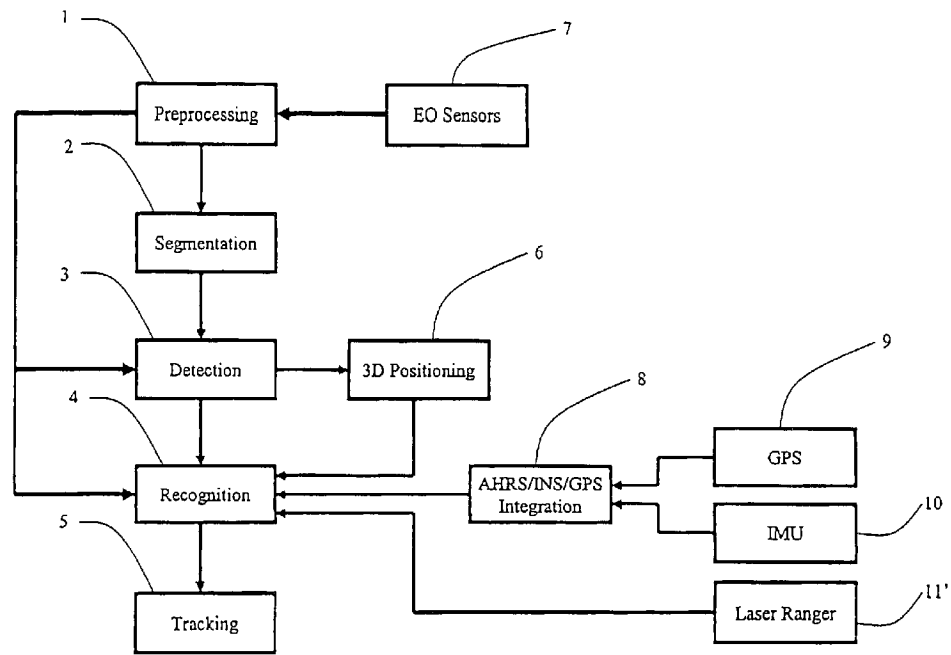 1
7
Preprocessing
EO Sensors
2
Segmentation
3
6
Detection
3D Positioning
9
4
8
GPS
Recognition
AHRS/INS/GPS
Integration
10
5
IMU
11'
Tracking
Laser Ranger